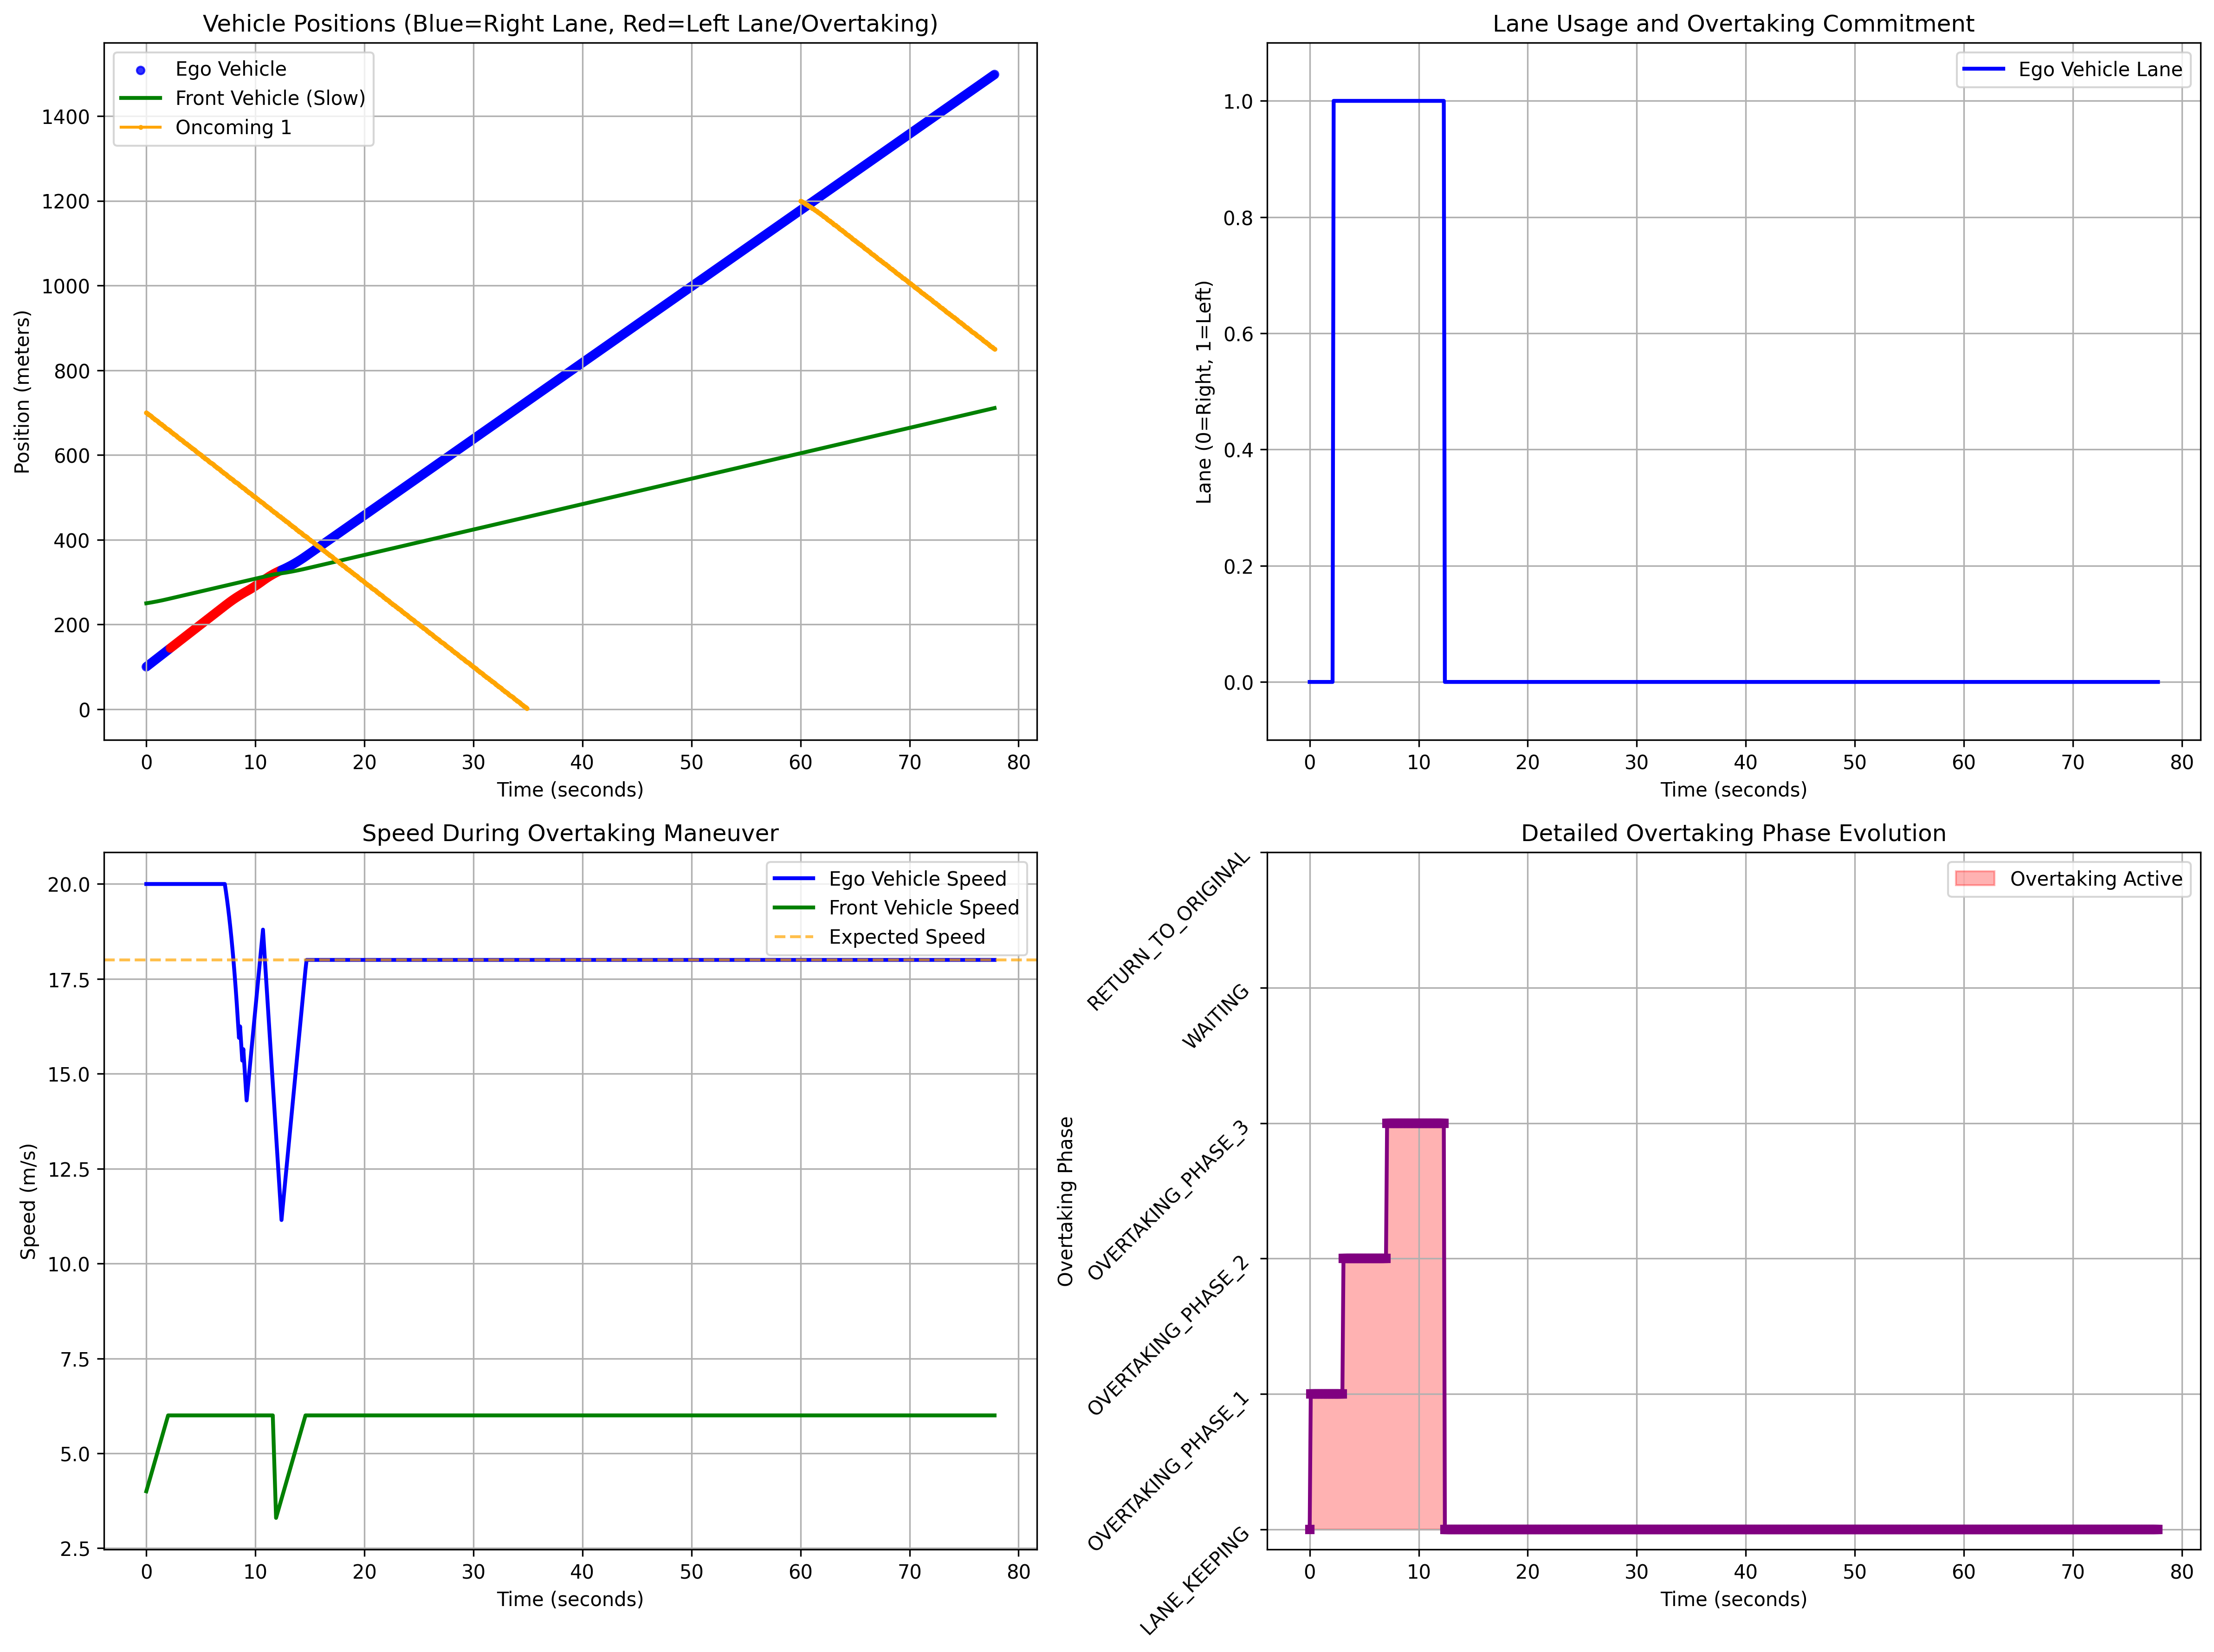 Vehicle Positions (Blue=Right Lane, Red=Left Lane/Overtaking)
Ego Vehicle
Front Vehicle (Slow)
Oncoming 1
Position (meters)
1400
1200
1000
800
600
400
200
0
0 10 20 30 40 50 60 70 80
Time (seconds)
Lane Usage and Overtaking Commitment
Ego Vehicle Lane
Lane (0=Right, 1=Left)
1.0
0.8
0.6
0.4
0.2
0.0
0 10 20 30 40 50 60 70 80
Time (seconds)
Speed During Overtaking Maneuver
Ego Vehicle Speed
Front Vehicle Speed
Expected Speed
Speed (m/s)
20.0
17.5
15.0
12.5
10.0
7.5
5.0
2.5
0 10 20 30 40 50 60 70 80
Time (seconds)
Detailed Overtaking Phase Evolution
Overtaking Active
Overtaking Phase
RETURN_TO_ORIGINAL
WAITING
OVERTAKING_PHASE_3
OVERTAKING_PHASE_2
OVERTAKING_PHASE_1
LANE_KEEPING
0 10 20 30 40 50 60 70 80
Time (seconds)